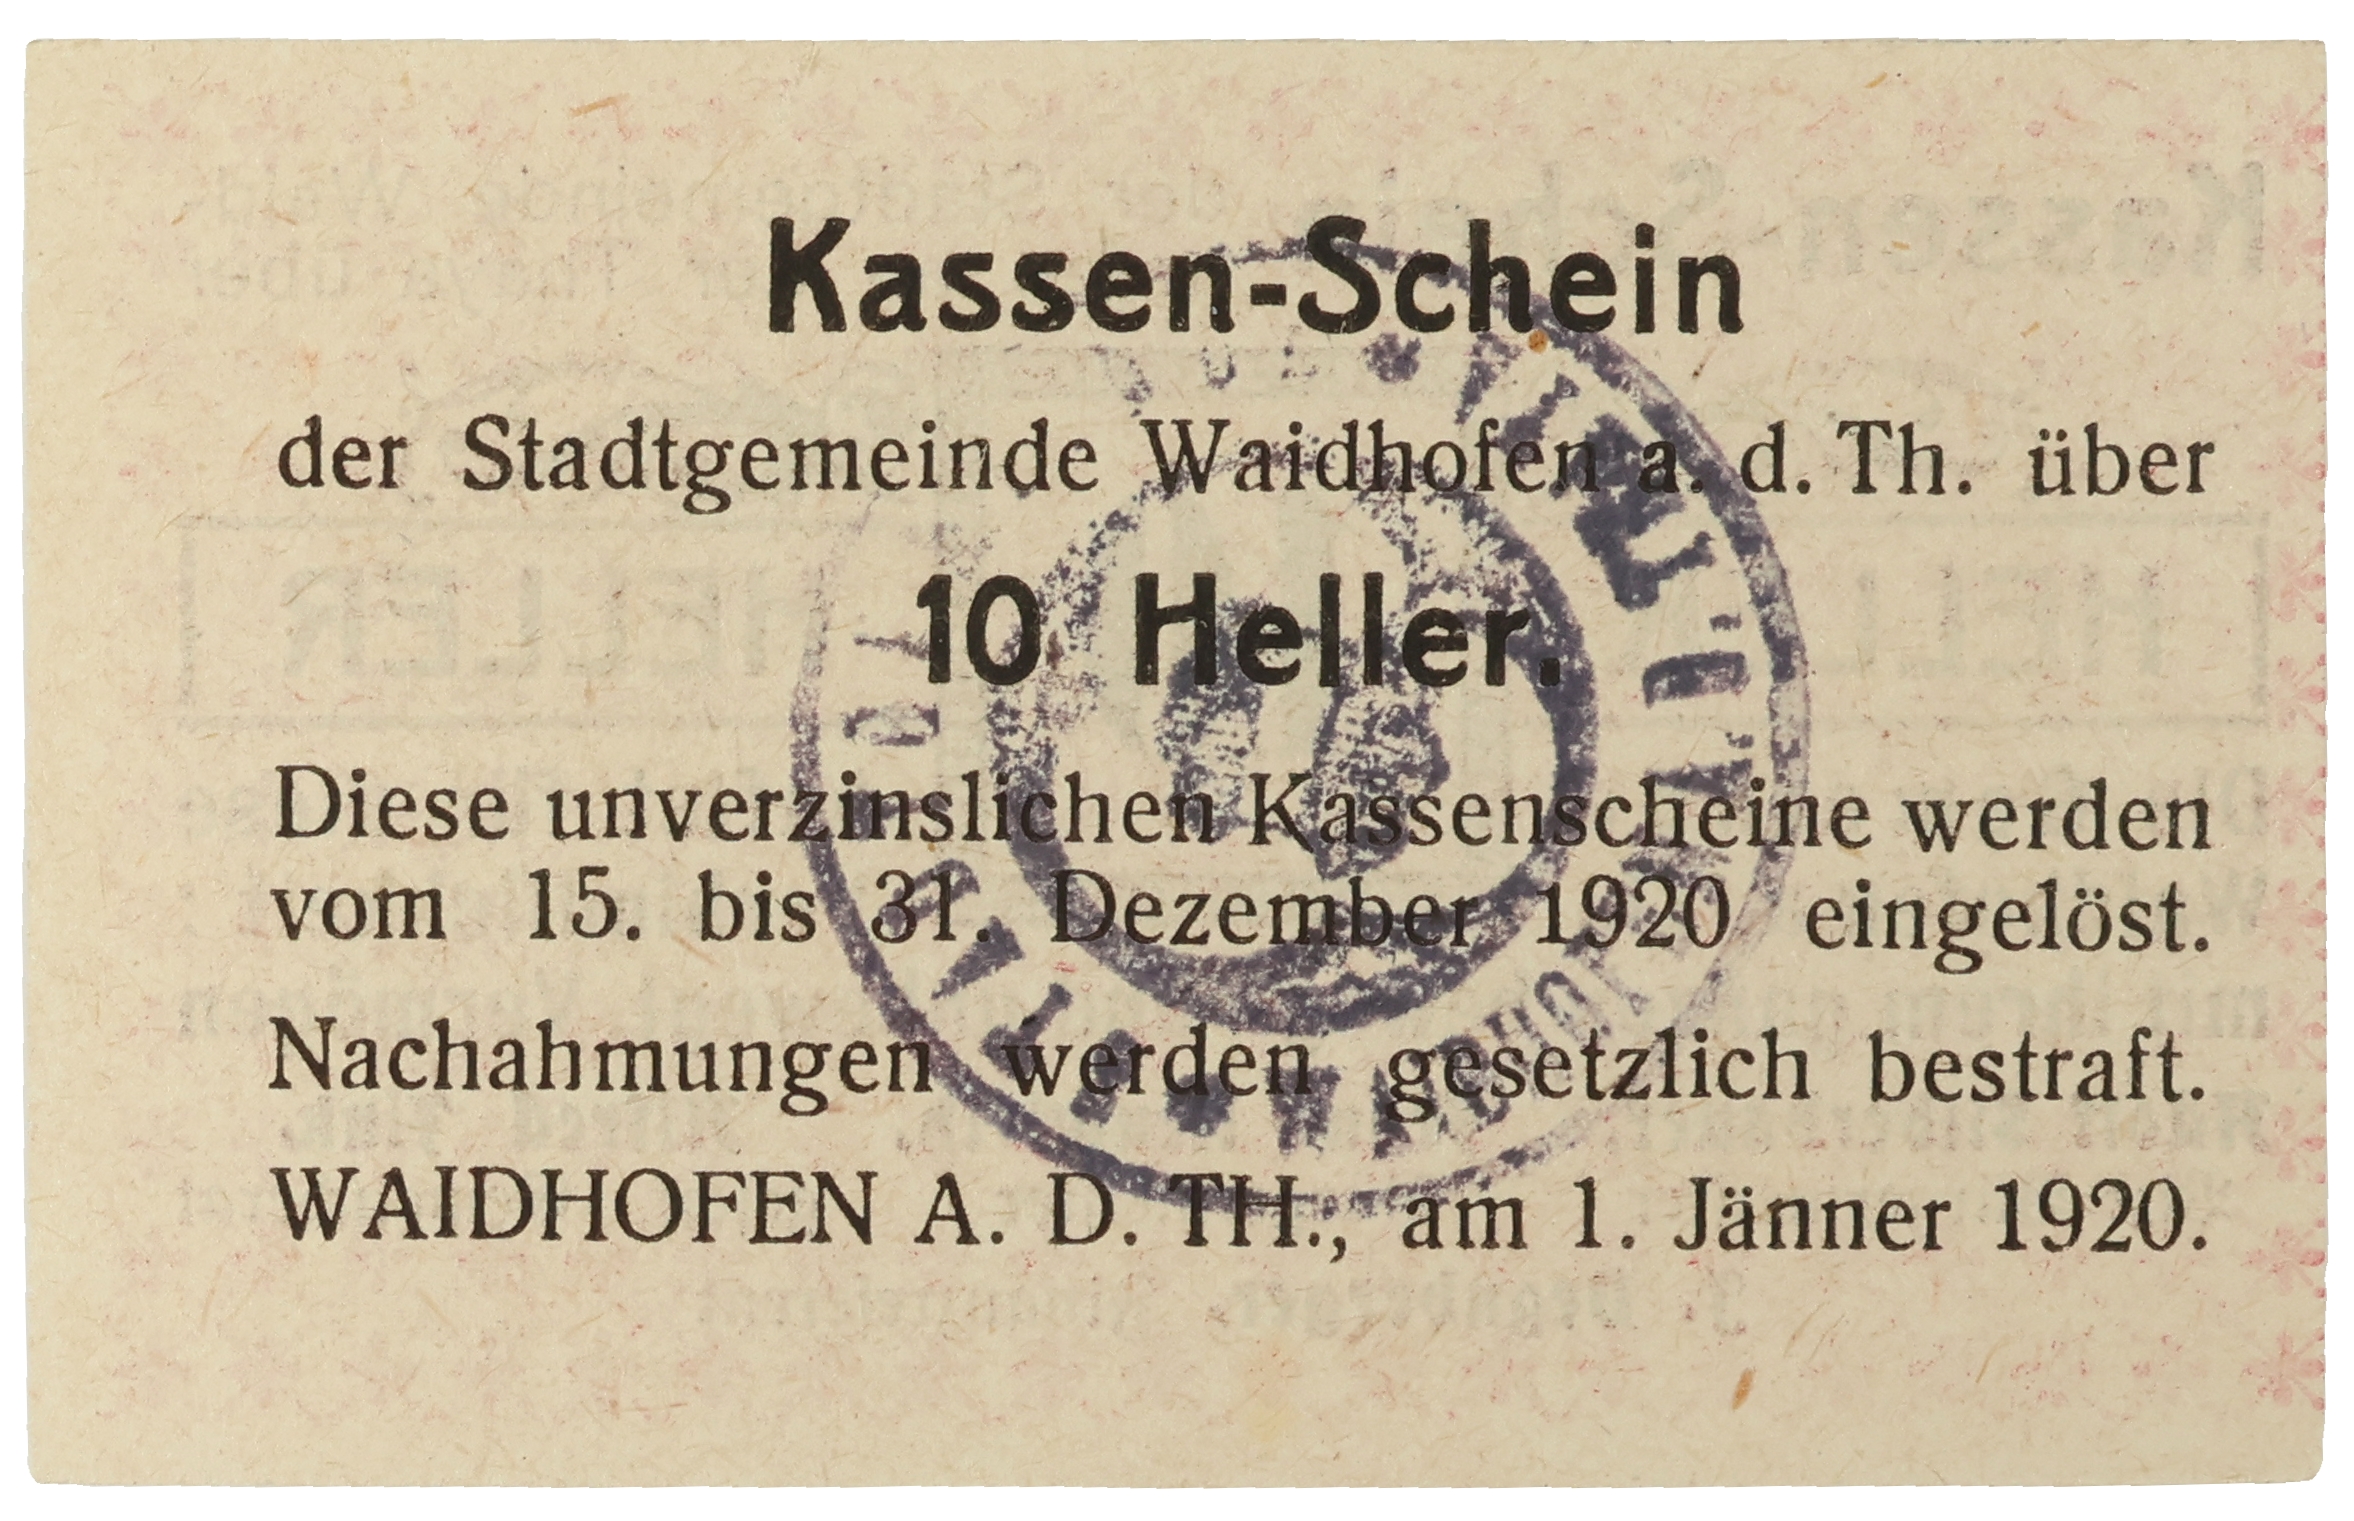 Kassen-Schein
der Stadtgemeinde Waidhofen a. d. Th. über
10 Heller.
Diese unverzinslichen Kassenscheine werden
vom 15. bis 31. Dezember 1920 eingelöst.
Nachahmungen werden gesetzlich bestraft.
WAIDHOFEN A. D. TH., am 1. Jänner 1920.